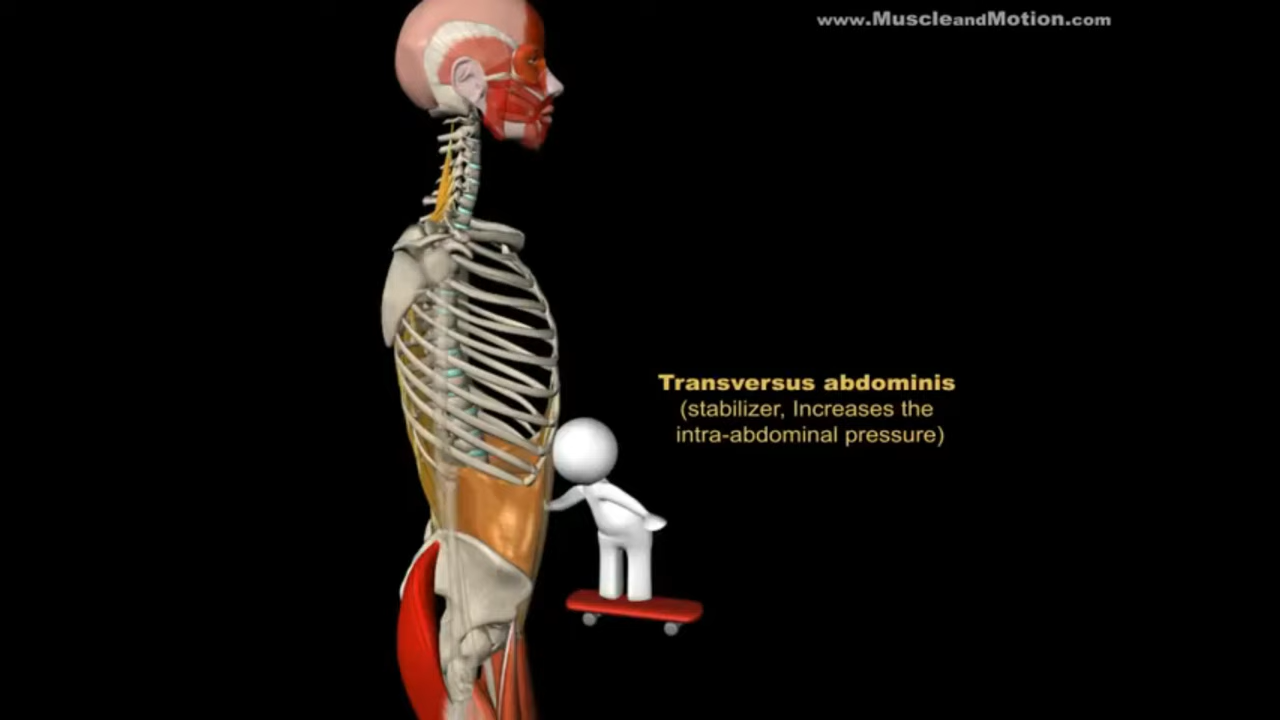 www.MuscleandMotion.com
Transversus abdominis
(stabilizer, Increases the
intra-abdominal pressure)